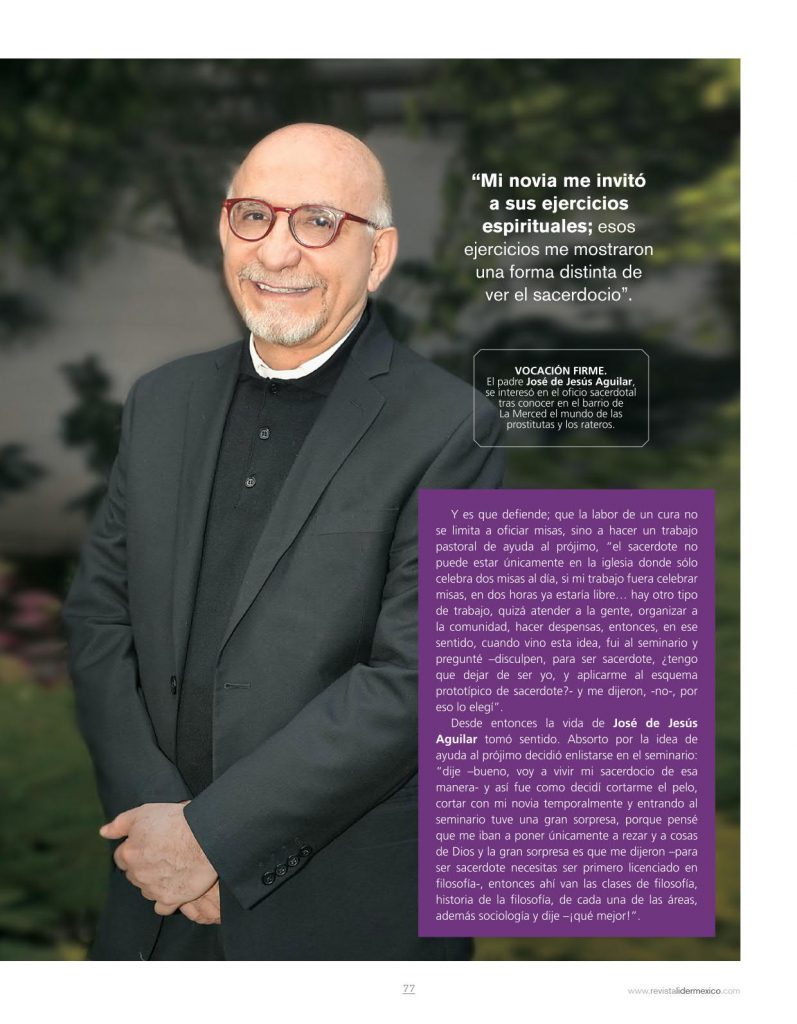 “Mi novia me invitó
a sus ejercicios
espirituales; esos
ejercicios me mostraron
una forma distinta de
ver el sacerdocio”.
VOCACIÓN FIRME.
El padre José de Jesús Aguilar,
se interesó en el oficio sacerdotal
tras conocer en el barrio de
La Merced el mundo de las
prostitutas y los rateros.
Y es que defiende; que la labor de un cura no
se limita a oficiar misas, sino a hacer un trabajo
pastoral de ayuda al prójimo, “el sacerdote no
puede estar únicamente en la iglesia donde sólo
celebra dos misas al día, si mi trabajo fuera celebrar
misas, en dos horas ya estaría libre… hay otro tipo
de trabajo, quizá atender a la gente, organizar a
la comunidad, hacer despensas, entonces, en ese
sentido, cuando vino esta idea, fui al seminario y
pregunté –disculpen, para ser sacerdote, ¿tengo
que dejar de ser yo, y aplicarme al esquema
prototípico de sacerdote?- y me dijeron, -no-, por
eso lo elegí”.
Desde entonces la vida de José de Jesús
Aguilar tomó sentido. Absorto por la idea de
ayuda al prójimo decidió enlistarse en el seminario:
“dije –bueno, voy a vivir mi sacerdocio de esa
manera- y así fue como decidí cortarme el pelo,
cortar con mi novia temporalmente y entrando al
seminario tuve una gran sorpresa, porque pensé
que me iban a poner únicamente a rezar y a cosas
de Dios y la gran sorpresa es que me dijeron –para
ser sacerdote necesitas ser primero licenciado en
filosofía-, entonces ahí van las clases de filosofía,
historia de la filosofía, de cada una de las áreas,
además sociología y dije –¡qué mejor!”.
77
www.revistalidermexico.com